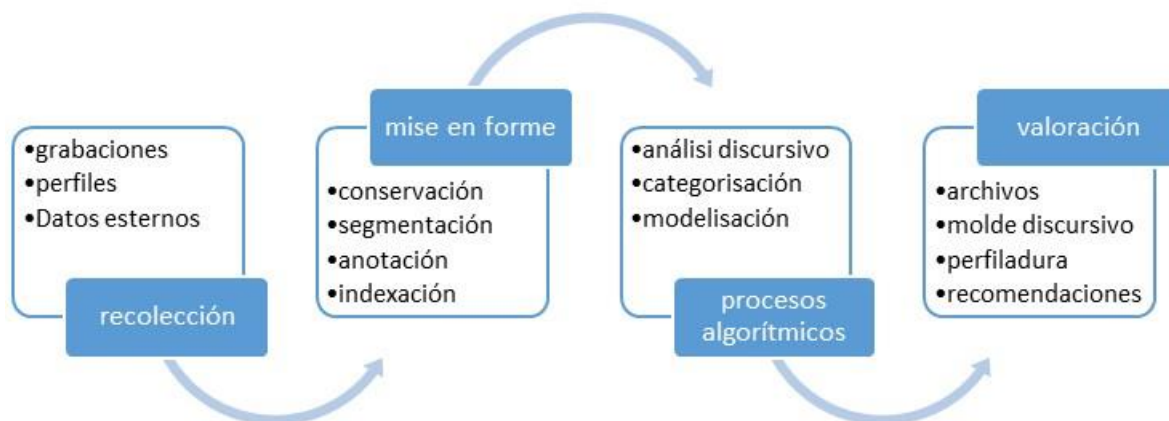 •grabaciones
•perfiles
•Datos esternos
recolección
mise en forme
•conservación
•segmentación
•anotación
•indexación
•análisi discursivo
•categorisación
•modelisación
procesos
algorítmicos
valoración
•archivos
•molde discursivo
•perfiladura
•recomendaciones